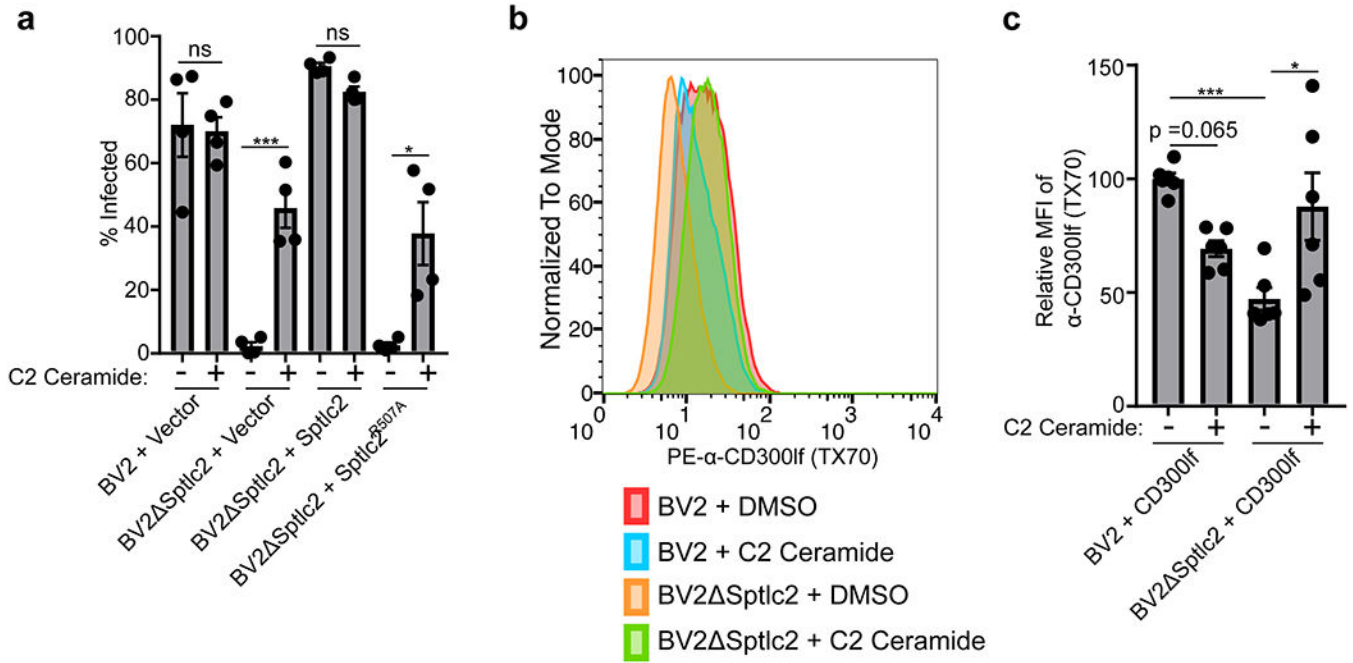 a
% Infected
100
80
60
40
20
0
ns
***
ns
*
C2 Ceramide: - + - + - + - +
BV2 + Vector
BV2ΔSptlc2 + Vector
BV2ΔSptlc2 + Sptlc2
BV2ΔSptlc2 + Sptlc2R507A
b
Normalized To Mode
100
80
60
40
20
0
10 0
10 1
10 2
10 3
10 4
PE-α-CD300lf (TX70)
BV2 + DMSO
BV2 + C2 Ceramide
BV2ΔSptlc2 + DMSO
BV2ΔSptlc2 + C2 Ceramide
c
Relative MFI of
α-CD300lf (TX70)
150
100
50
0
*
***
p =0.065
C2 Ceramide: - + - +
BV2 + CD300lf
BV2ΔSptlc2 + CD300lf